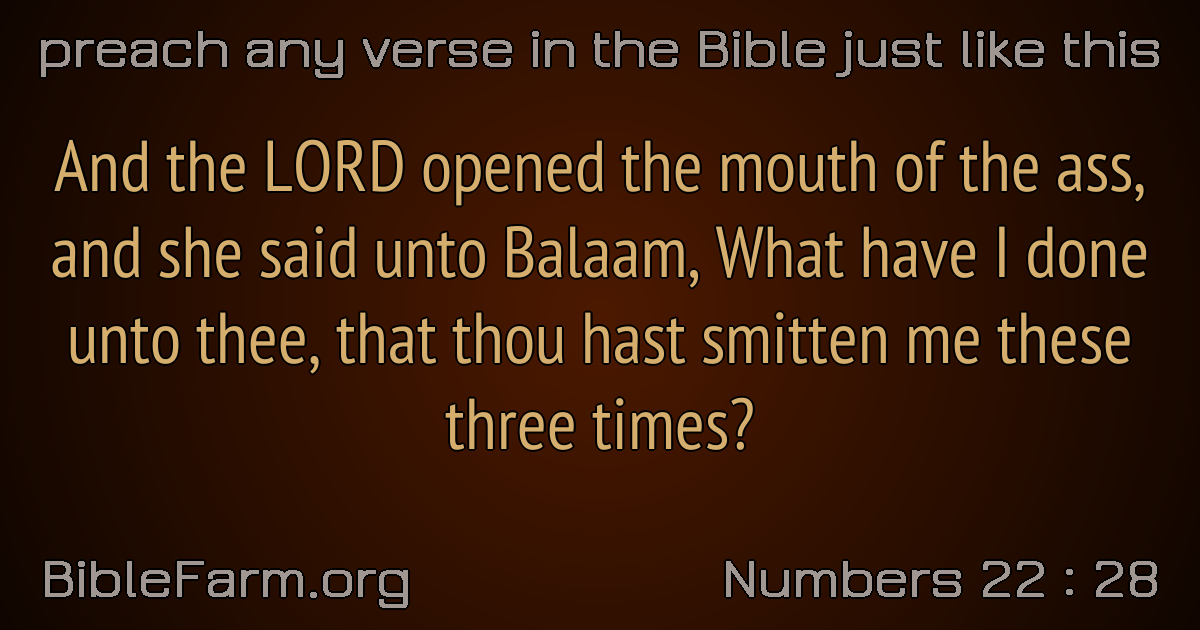 preach any verse in the Bible just like this
And the LORD opened the mouth of the ass,
and she said unto Balaam, What have I done
unto thee, that thou hast smitten me these
three times?
BibleFarm.org
Numbers 22 : 28